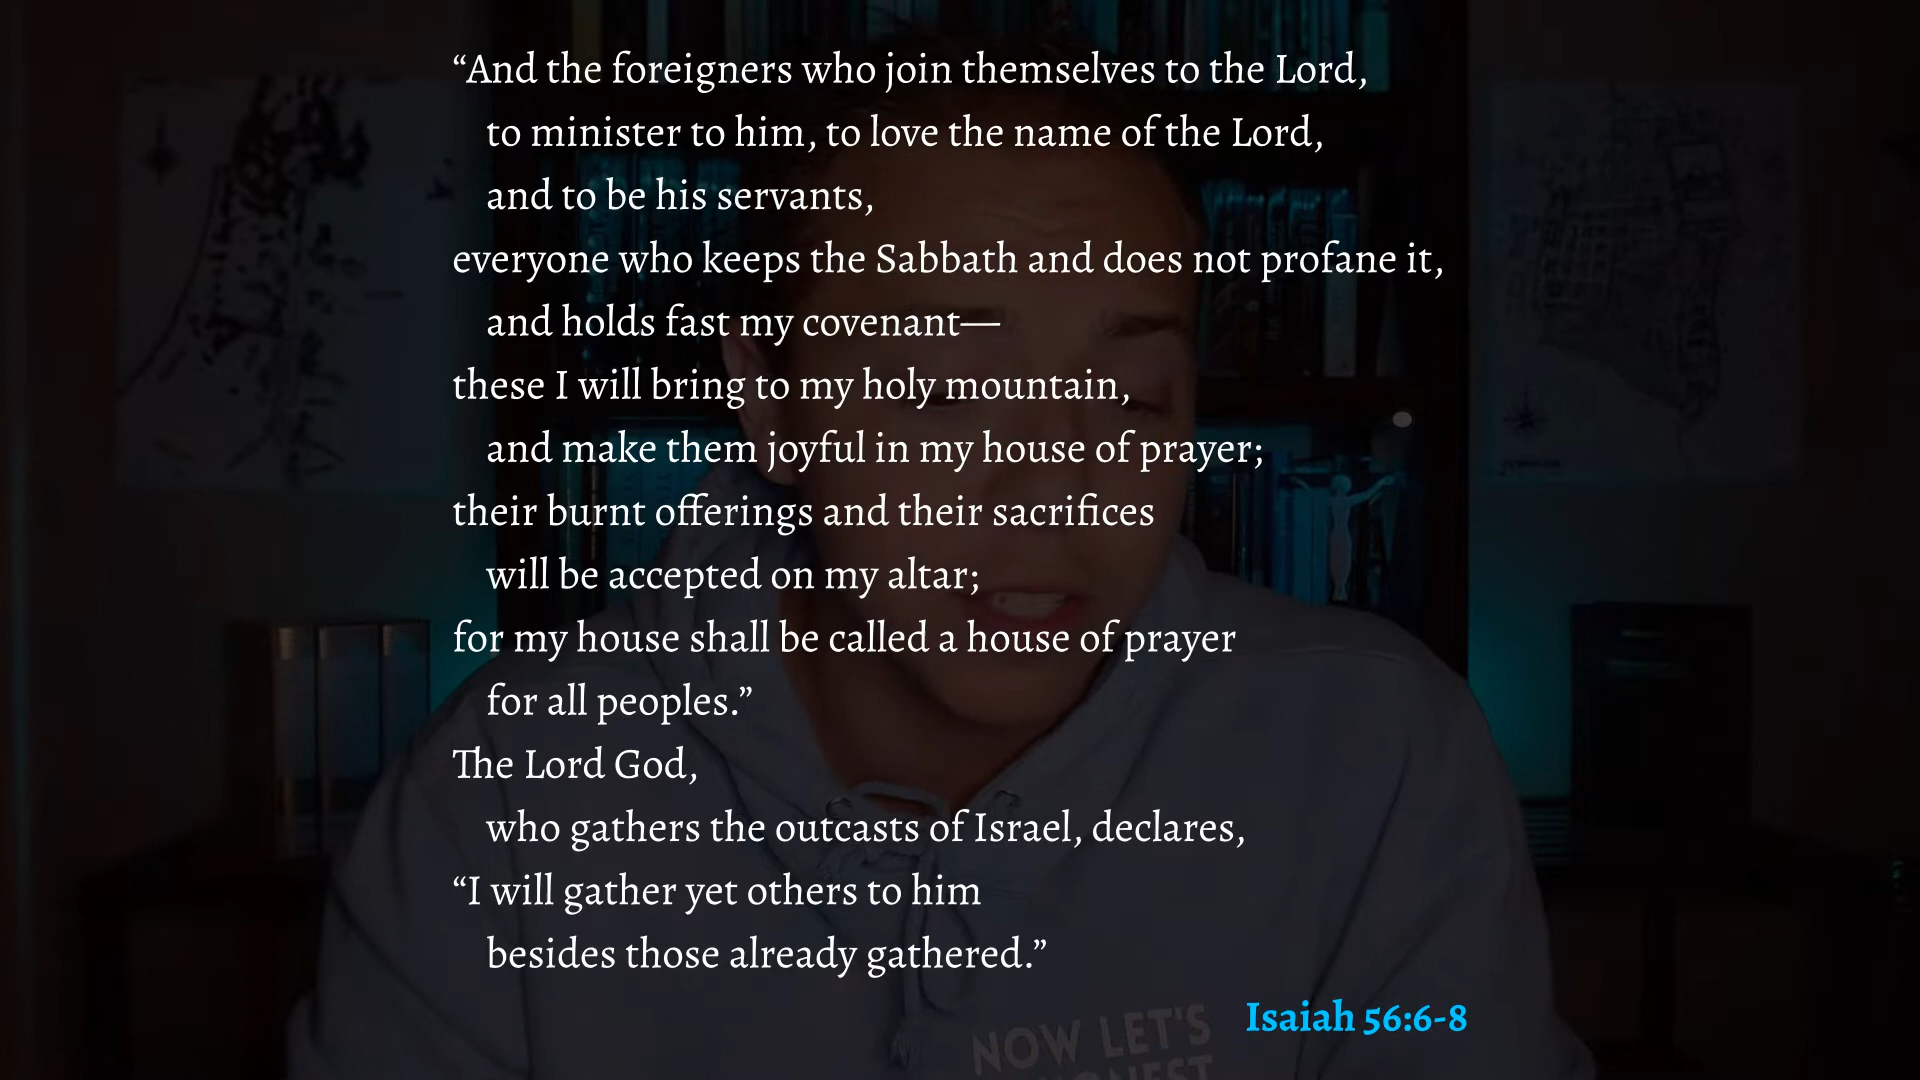 “And the foreigners who join themselves to the Lord,
to minister to him, to love the name of the Lord,
and to be his servants,
everyone who keeps the Sabbath and does not profane it,
and holds fast my covenant—
these I will bring to my holy mountain,
and make them joyful in my house of prayer;
their burnt offerings and their sacrifices
will be accepted on my altar;
for my house shall be called a house of prayer
for all peoples.”
The Lord God,
who gathers the outcasts of Israel, declares,
“I will gather yet others to him
besides those already gathered.”
Isaiah 56:6-8
NOW LET'S